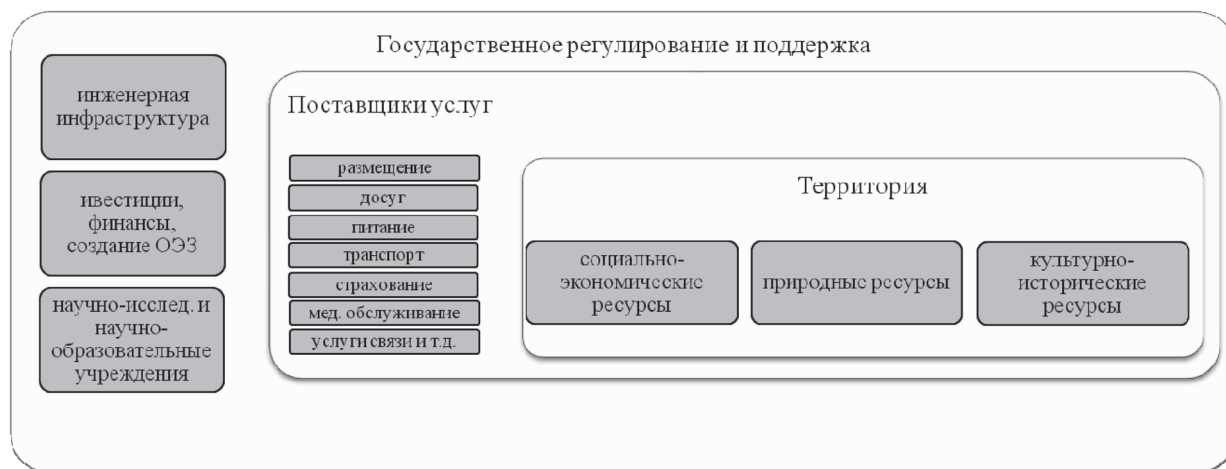 Государственное регулирование и поддержка
инженерная
инфраструктура
ивестиции,
финансы,
создание ОЭЗ
научно-исслед. и
научно-
образовательные
учреждения
Поставщики услуг
размещение
досуг
питание
транспорт
страхование
мед. обслуживание
услуги связи и т.д.
Территория
социально-
экономические
ресурсы
природные ресурсы
культурно-
исторические
ресурсы